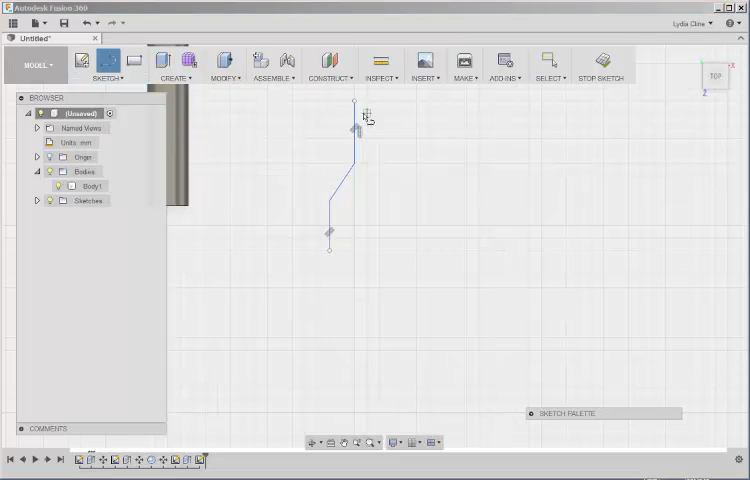 Autodesk Fusion 360
Lydia Cline
Untitled*
MODEL
SKETCH
CREATE
MODIFY
ASSEMBLE
CONSTRUCT
INSPECT
INSERT
MAKE
ADD-INS
SELECT
STOP SKETCH
TOP
X
Z
BROWSER
(Unsaved)
Named Views
Units: mm
Origin
Bodies
Body1
Sketches
SKETCH PALETTE
COMMENTS